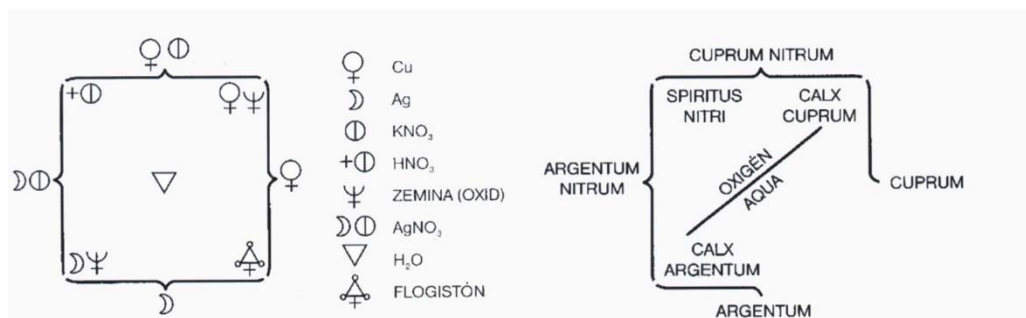 Cu
Ag
KNO₃
HNO₃
ZEMINA (OXID)
AgNO₃
H₂O
FLOGISTÓN
CUPRUM NITRUM
SPIRITUS
NITRI
CALX
CUPRUM
ARGENTUM
NITRUM
OXIGÉN
AQUA
CUPRUM
CALX
ARGENTUM
ARGENTUM